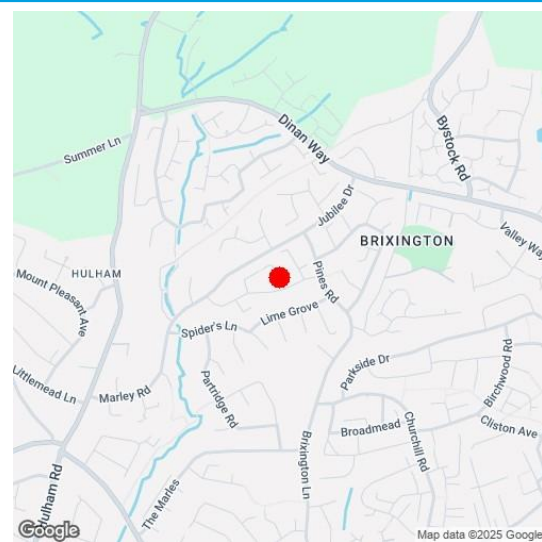 Dinan Way
Bystock Rd
Summer Ln
Jubilee Dr
BRIXINGTON
Valley Way
HULHAM
Pines Rd
Mount Pleasant Ave
Lime Grove
Spider's Ln
Parkside Dr
Birchwood Rd
Littlemead Ln
Marley Rd
Partridge Rd
Churchill Rd
Broadmead
Cliston Ave
Brixington Ln
The Marles
Hulham Rd
Google
Map data ©2025 Google